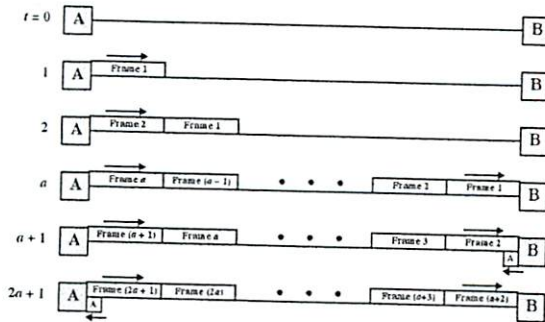 t = 0 A B
1 A Frame 1 B
2 A Frame 2 Frame 1 B
a A Frame a Frame (a – 1) • • • Frame 2 Frame 1 B
a + 1 A Frame (a + 1) Frame a • • • Frame 3 Frame 2 B
A
2a + 1 A Frame (2a + 1) Frame (2a) • • • Frame (a+3) Frame (a+2) B
A